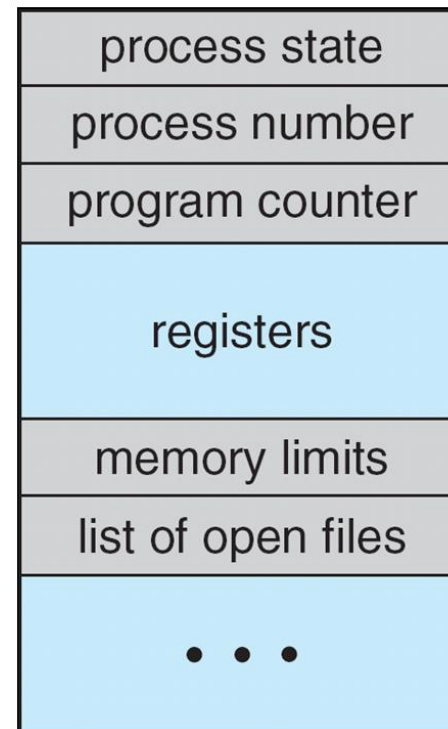 process state
process number
program counter
registers
memory limits
list of open files
• • •